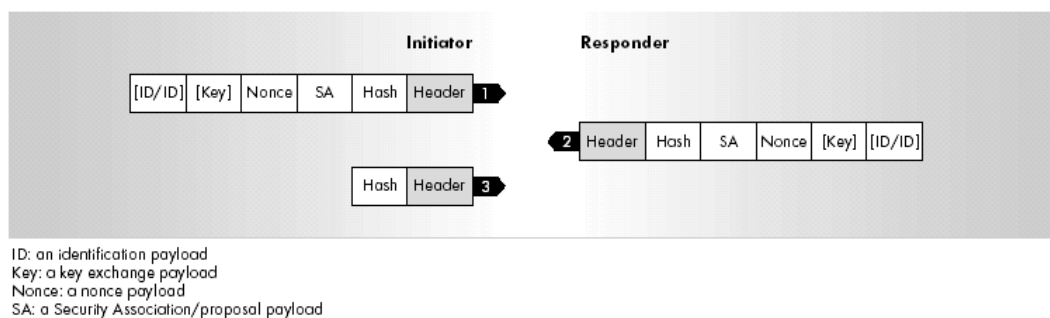 Initiator Responder
[ID/ID] [Key] Nonce SA Hash Header 1
2 Header Hash SA Nonce [Key] [ID/ID]
Hash Header 3
ID: an identification payload
Key: a key exchange payload
Nonce: a nonce payload
SA: a Security Association/proposal payload